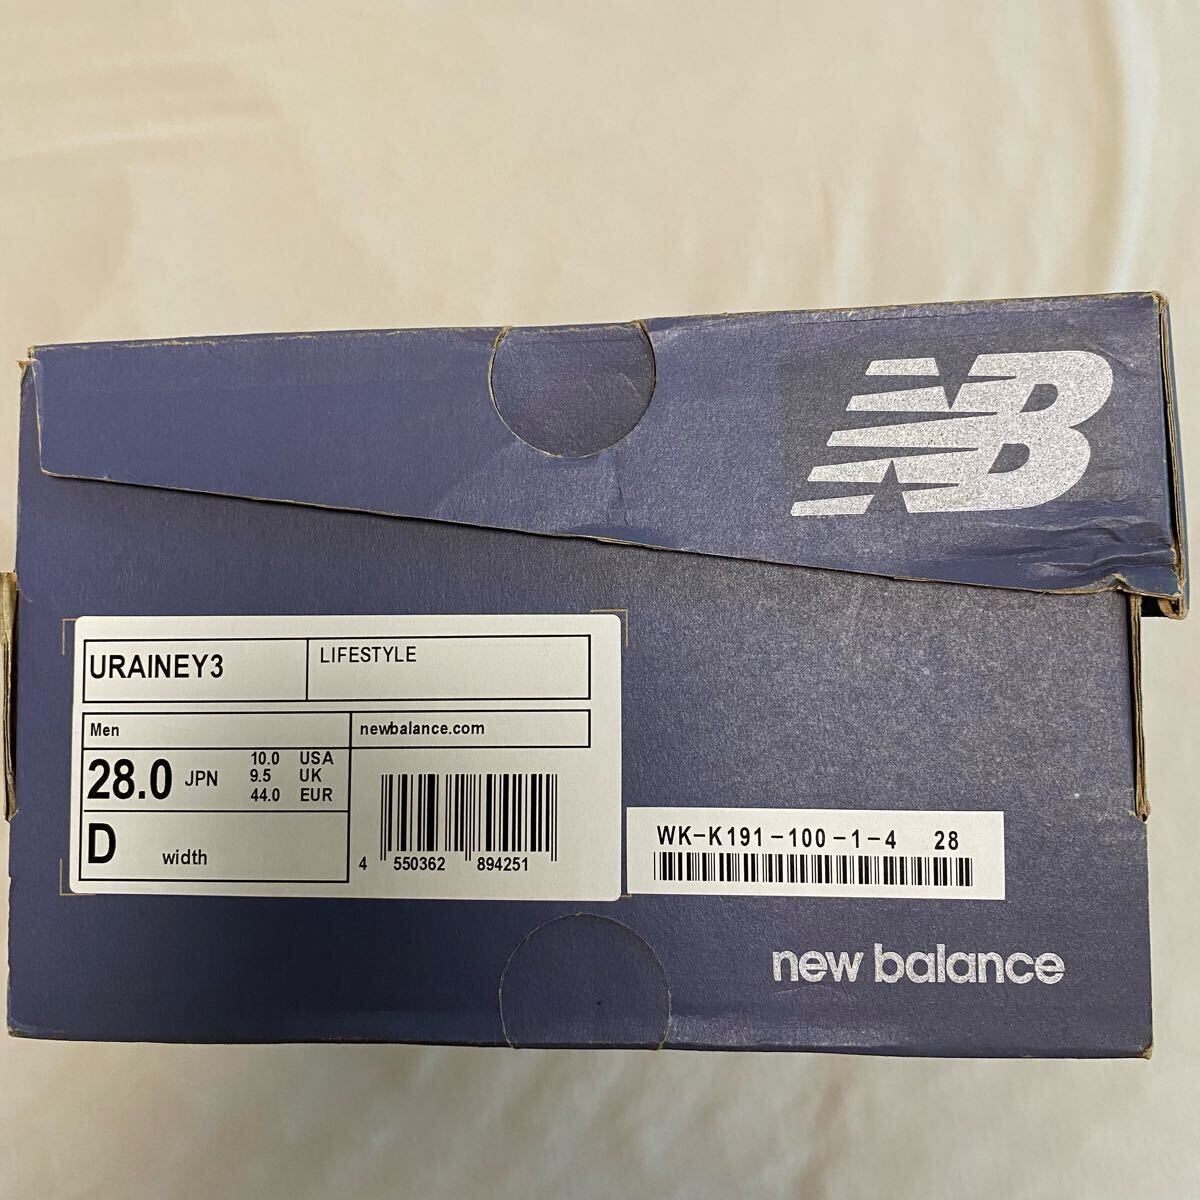 NB
URAINEY3
LIFESTYLE
Men
newbalance.com
28.0 JPN
10.0 USA
9.5 UK
44.0 EUR
D width
4 550362 894251
WK-K191-100-1-4 28
new balance